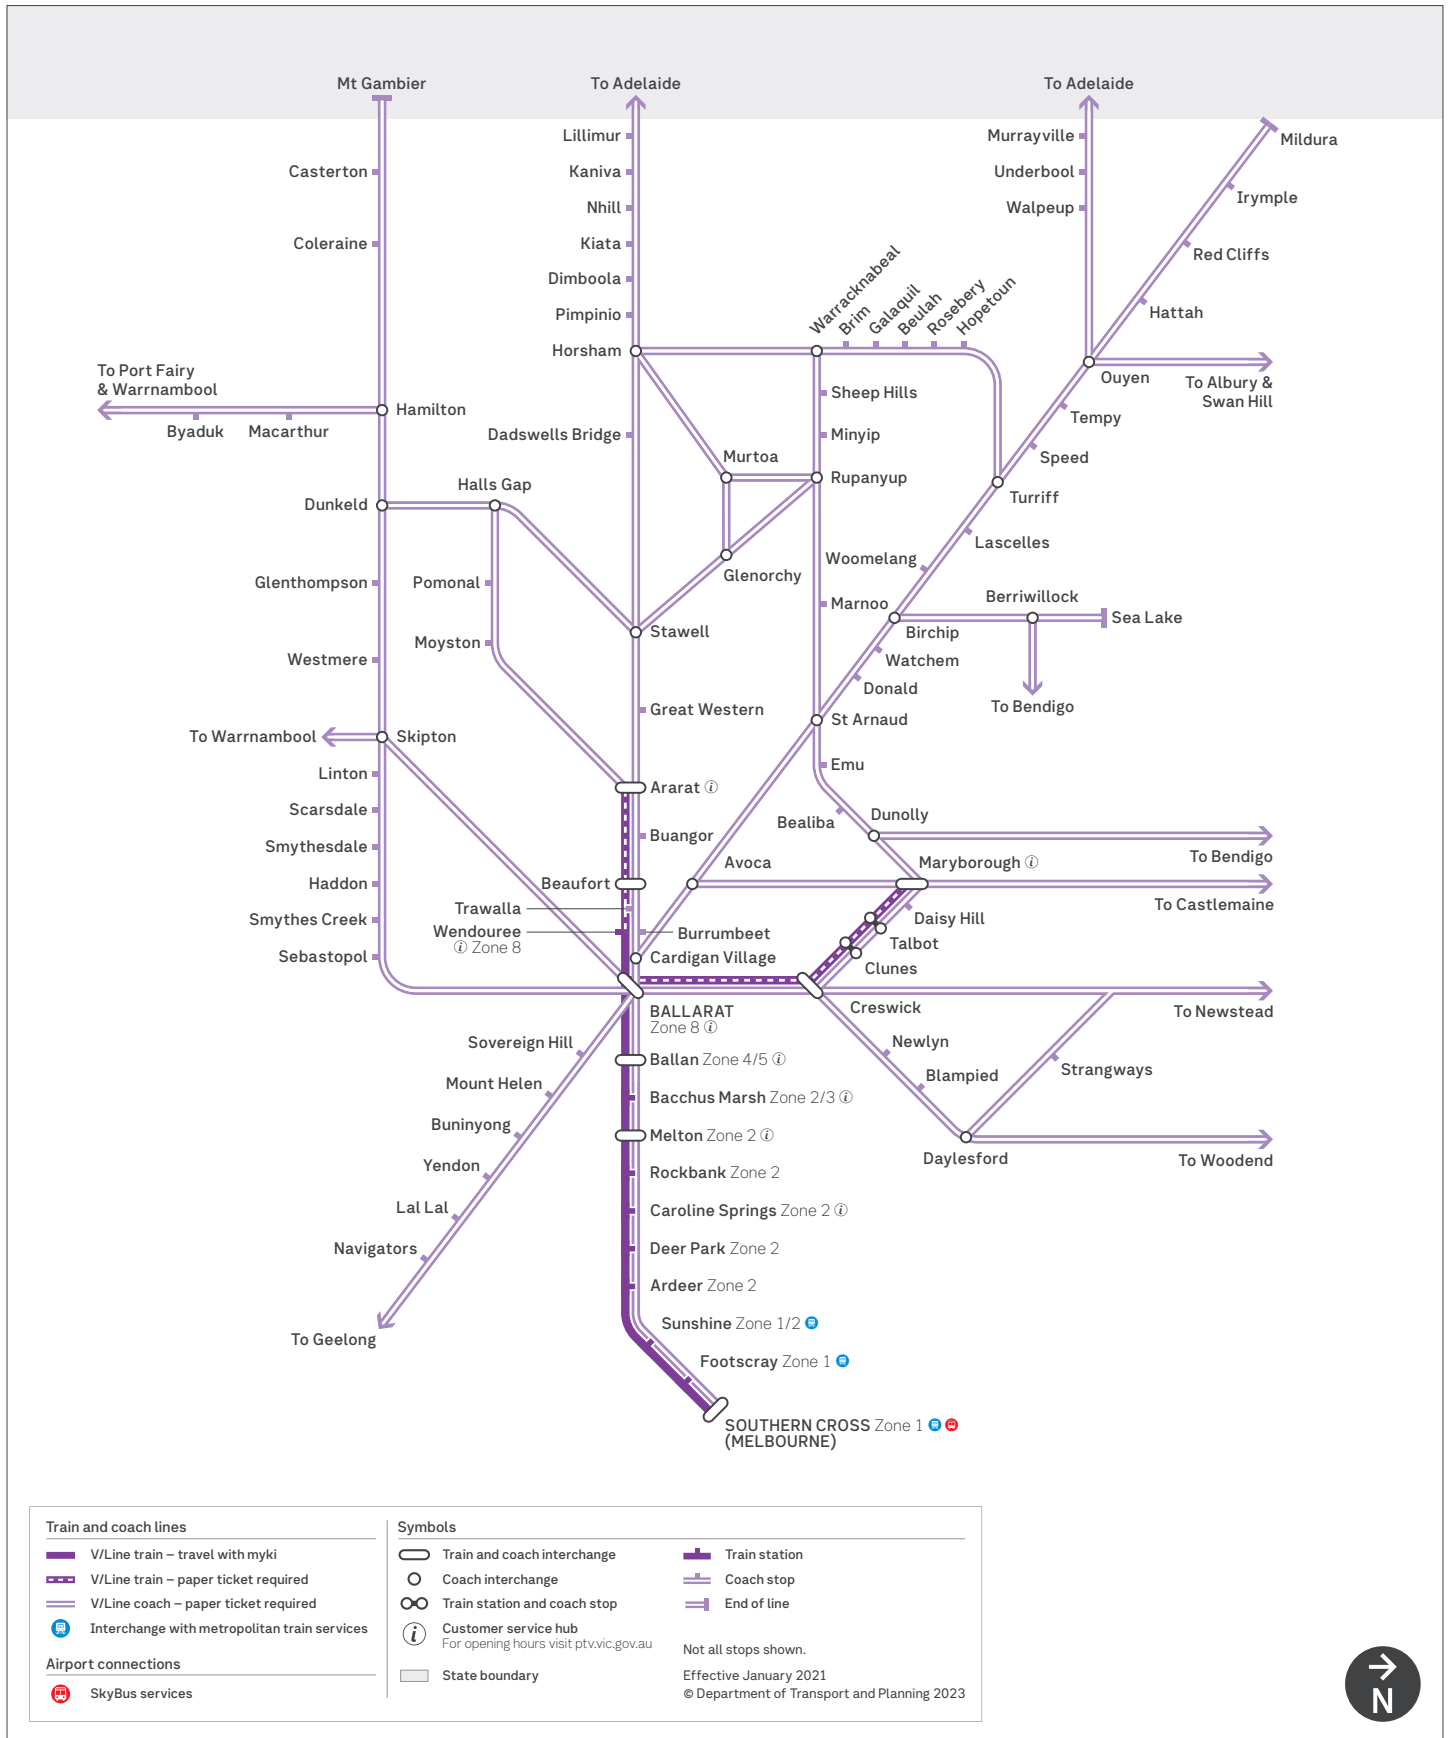 Mt Gambier
To Adelaide
To Adelaide
Lillimur
Murrayville
Mildura
Casterton
Kaniva
Underbool
Irymple
Nhill
Walpeup
Coleraine
Kiata
Red Cliffs
Dimboola
Warracknabeal
Brim
Galaquil
Beulah
Rosebery
Hopetoun
Pimpinio
Hattah
Horsham
To Port Fairy
& Warrnambool
Ouyen
To Albury &
Swan Hill
Hamilton
Sheep Hills
Byaduk
Macarthur
Tempy
Dadswells Bridge
Minyip
Speed
Murtoa
Halls Gap
Rupanyup
Dunkeld
Turriff
Lascelles
Woomelang
Glenthompson
Pomonal
Glenorchy
Marnoo
Berriwillock
Sea Lake
Stawell
Birchip
Moyston
Westmere
Watchem
Donald
Great Western
To Bendigo
St Arnaud
To Warrnambool
Skipton
Linton
Emu
Ararat i
Scarsdale
Bealiba
Dunolly
Buangor
Smythesdale
To Bendigo
Avoca
Maryborough i
Haddon
Beaufort
To Castlemaine
Trawalla
Daisy Hill
Smythes Creek
Wendouree
i Zone 8
Burrumbeet
Talbot
Sebastopol
Cardigan Village
Clunes
BALLARAT
Zone 8 i
Creswick
To Newstead
Sovereign Hill
Newlyn
Ballan Zone 4/5 i
Strangways
Mount Helen
Blampied
Bacchus Marsh Zone 2/3 i
Buninyong
Melton Zone 2 i
Yendon
Daylesford
To Woodend
Rockbank Zone 2
Lal Lal
Caroline Springs Zone 2 i
Navigators
Deer Park Zone 2
Ardeer Zone 2
To Geelong
Sunshine Zone 1/2
Footscray Zone 1
SOUTHERN CROSS Zone 1
(MELBOURNE)
Train and coach lines
V/Line train – travel with myki
V/Line train – paper ticket required
V/Line coach – paper ticket required
Interchange with metropolitan train services
Airport connections
SkyBus services
Symbols
Train and coach interchange
Coach interchange
Train station and coach stop
i
Customer service hub
For opening hours visit ptv.vic.gov.au
State boundary
Train station
Coach stop
End of line
Not all stops shown.
Effective January 2021
© Department of Transport and Planning 2023
N